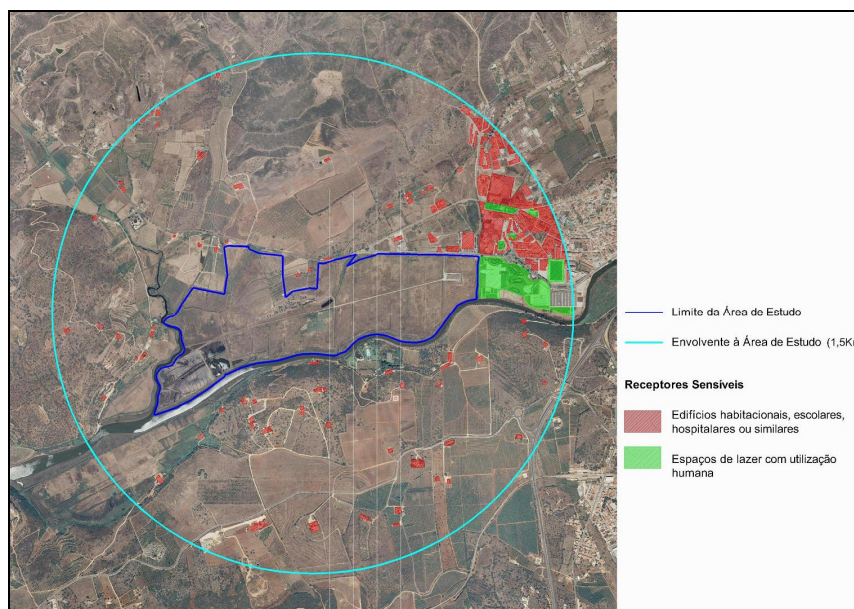 Limite da Área de Estudo
Envolvente à Área de Estudo (1,5K
Receptores Sensíveis
Edifícios habitacionais, escolares,
hospitalares ou similares
Espaços de lazer com utilização
humana